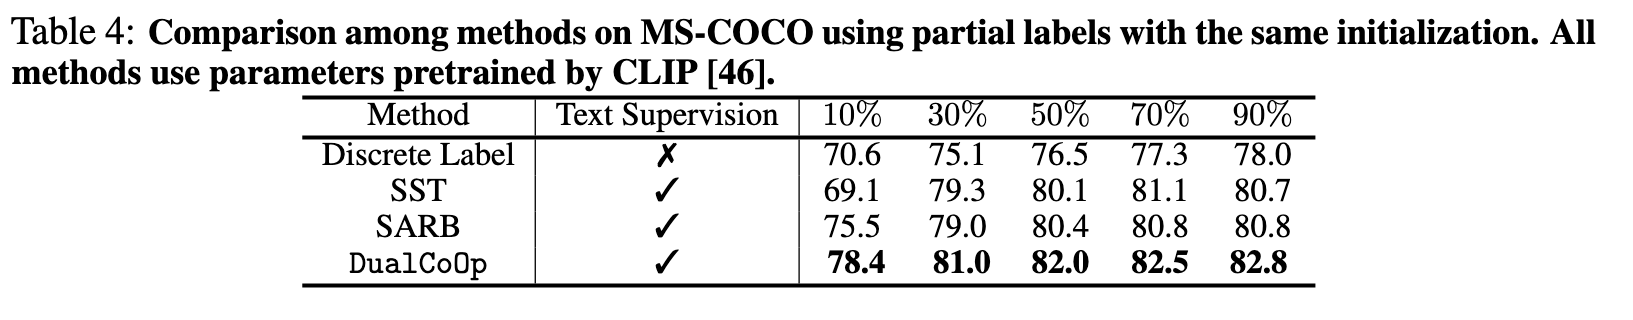 Table 4: Comparison among methods on MS-COCO using partial labels with the same initialization. All
methods use parameters pretrained by CLIP [46].
Method Text Supervision 10% 30% 50% 70% 90%
Discrete Label ✗ 70.6 75.1 76.5 77.3 78.0
SST ✓ 69.1 79.3 80.1 81.1 80.7
SARB ✓ 75.5 79.0 80.4 80.8 80.8
DualCoOp ✓ 78.4 81.0 82.0 82.5 82.8